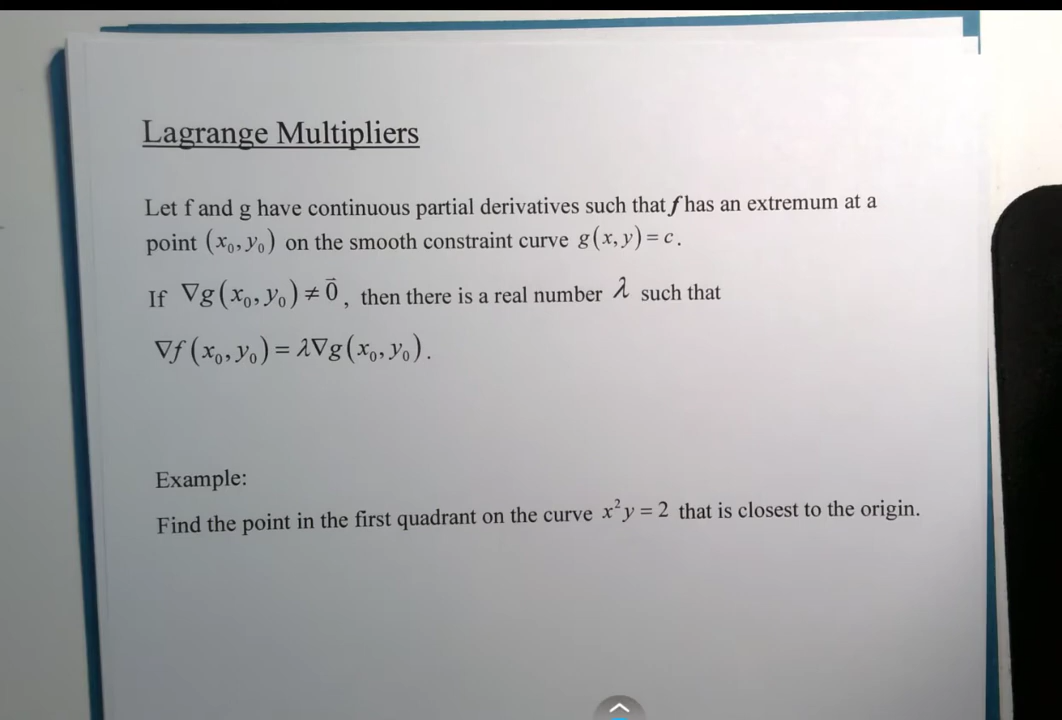 Lagrange Multipliers
Let f and g have continuous partial derivatives such that f has an extremum at a
point (x₀, y₀) on the smooth constraint curve g(x, y) = c.
If ∇g(x₀, y₀) ≠ 0⃗, then there is a real number λ such that
∇f(x₀, y₀) = λ∇g(x₀, y₀).
Example:
Find the point in the first quadrant on the curve x²y = 2 that is closest to the origin.